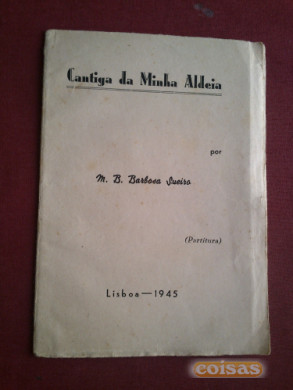 Cantiga da Minha Aldeia
por
M. B. Barbosa Sueiro
(Partitura)
Lisboa — 1945
coisas